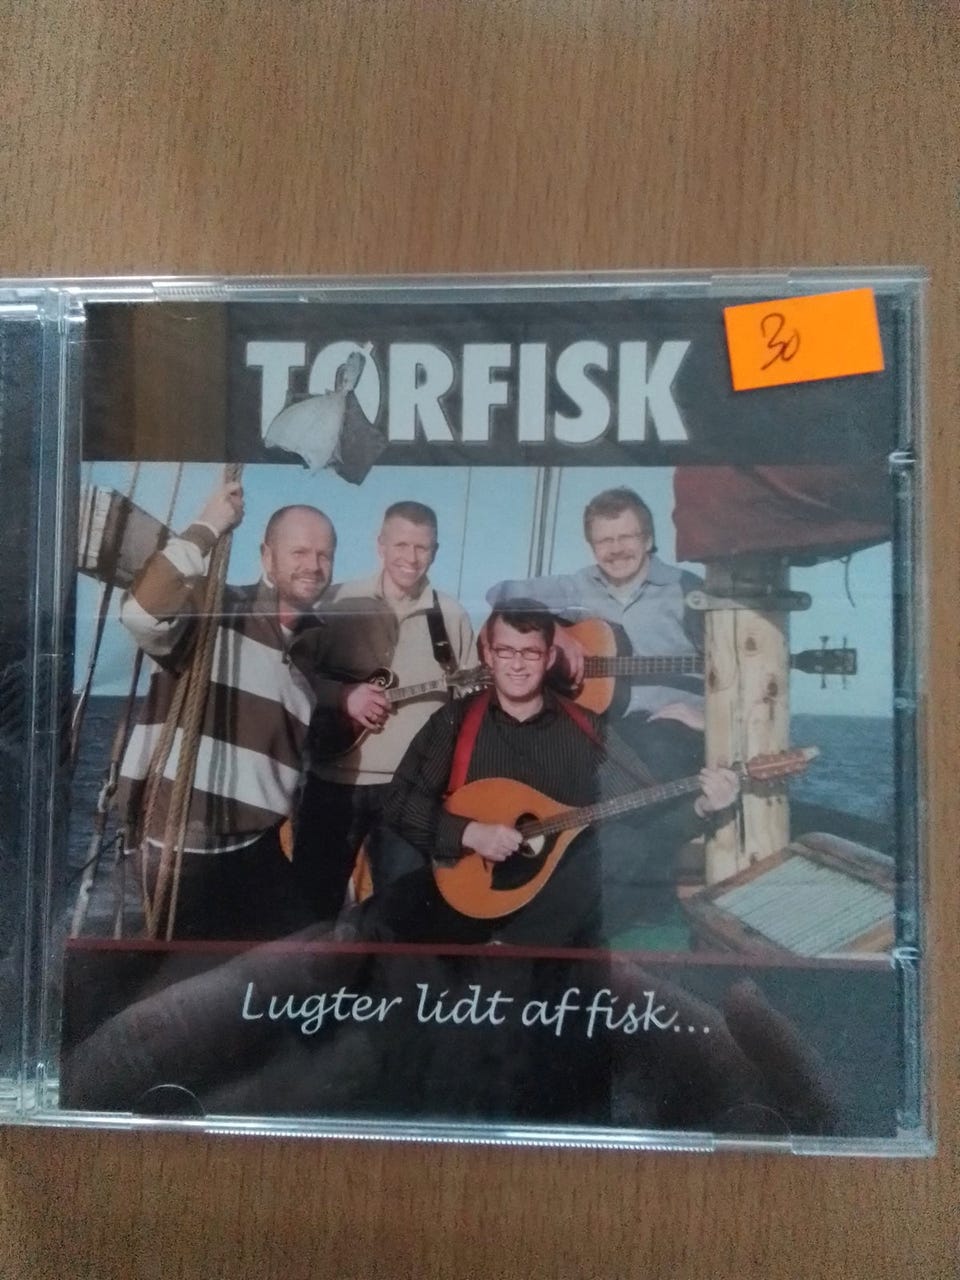 TØRFISK
30
Lugter lidt af fisk...